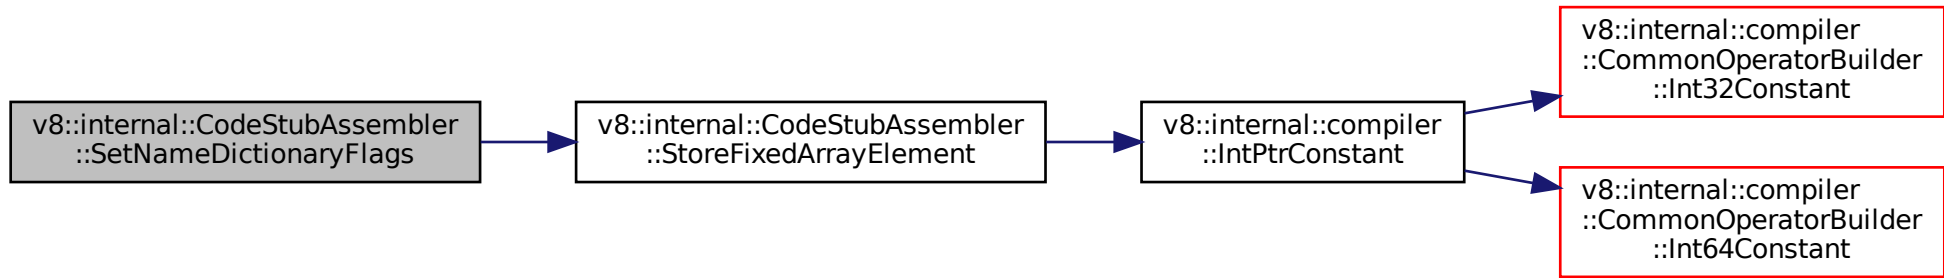 v8::internal::CodeStubAssembler
::SetNameDictionaryFlags
v8::internal::CodeStubAssembler
::StoreFixedArrayElement
v8::internal::compiler
::IntPtrConstant
v8::internal::compiler
::CommonOperatorBuilder
::Int32Constant
v8::internal::compiler
::CommonOperatorBuilder
::Int64Constant